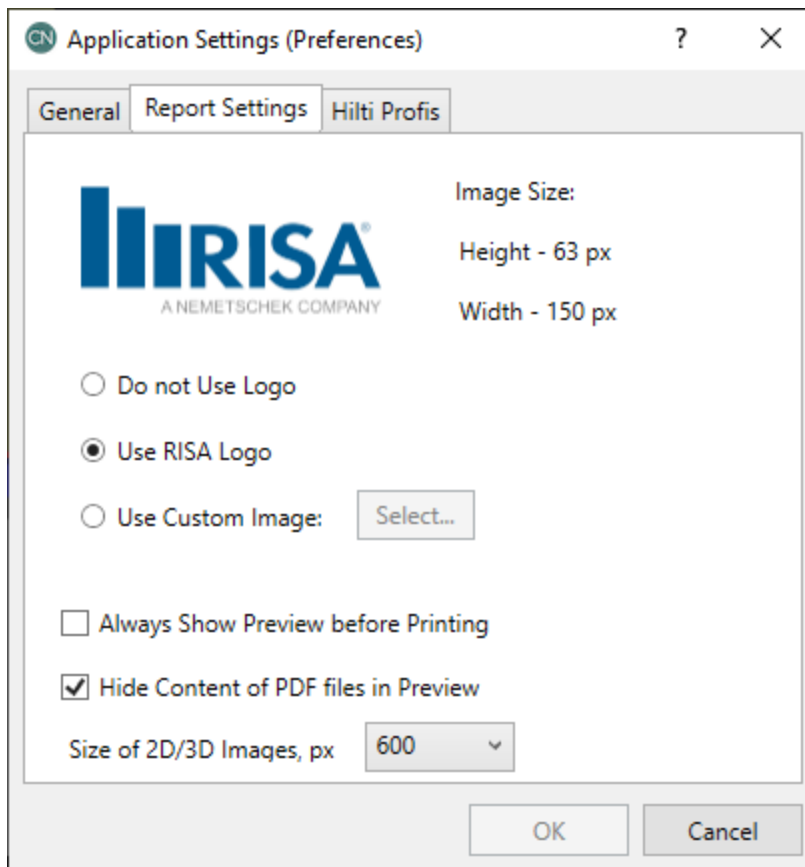 CN Application Settings (Preferences) ?
General Report Settings Hilti Profis
RISA®
A NEMETSCHEK COMPANY
Image Size:
Height - 63 px
Width - 150 px
Do not Use Logo
Use RISA Logo
Use Custom Image: Select...
Always Show Preview before Printing
Hide Content of PDF files in Preview
Size of 2D/3D Images, px 600
OK Cancel